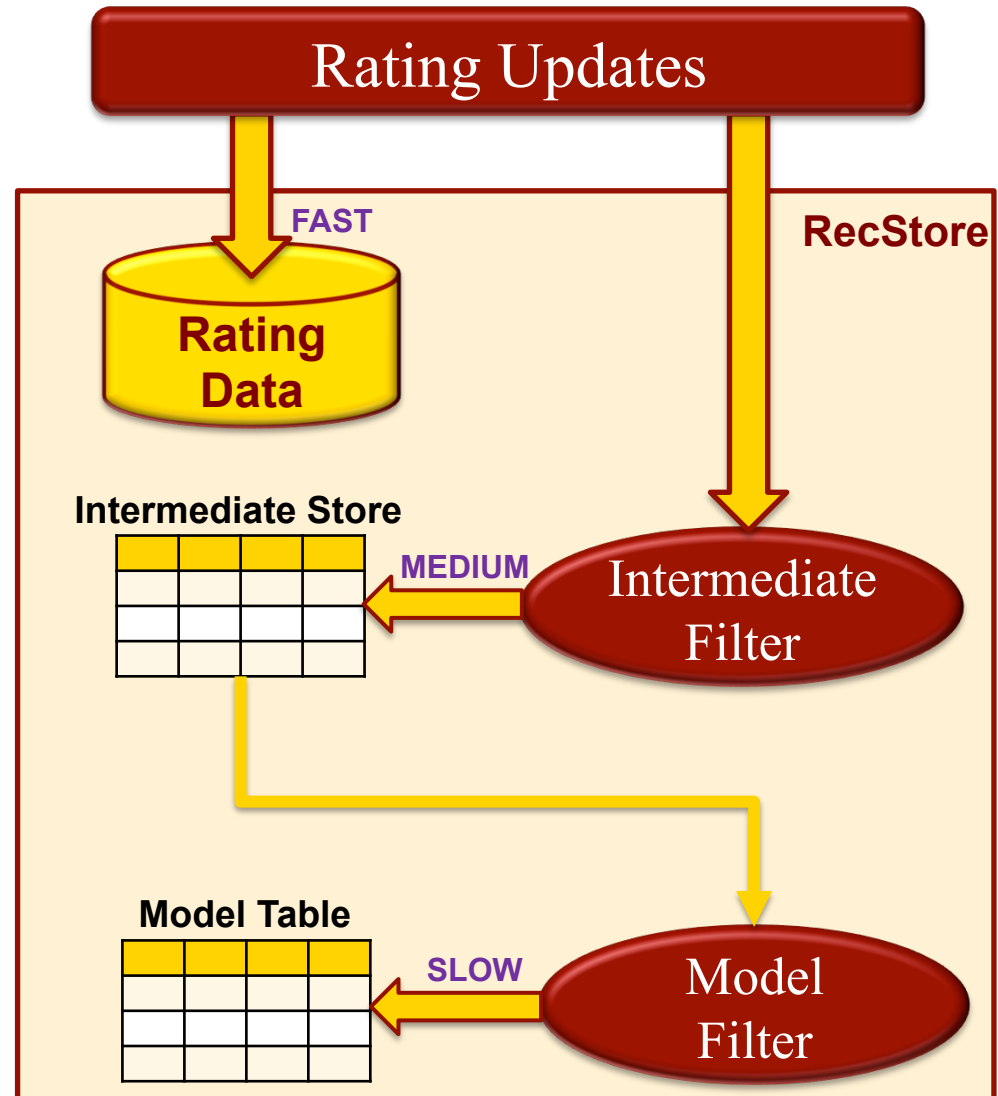 Rating Updates
FAST
RecStore
Rating
Data
Intermediate Store
MEDIUM
Intermediate
Filter
Model Table
SLOW
Model
Filter